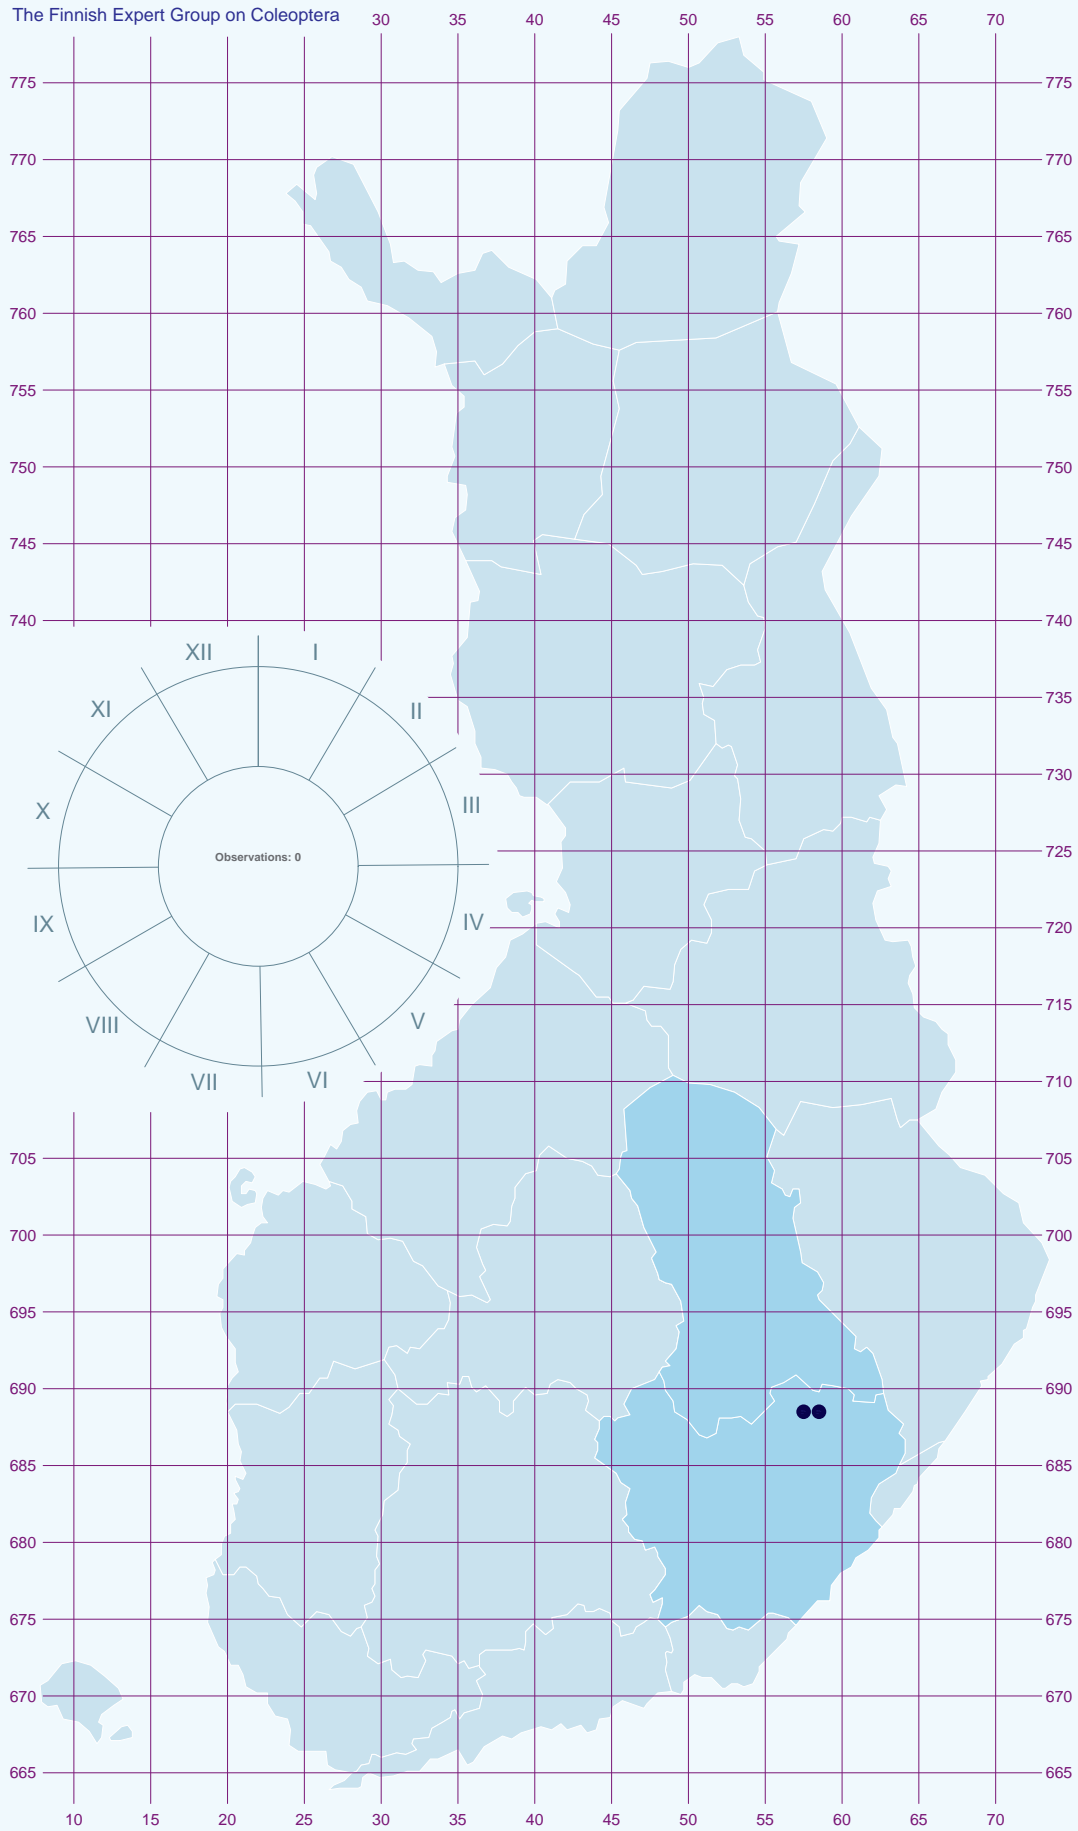 The Finnish Expert Group on Coleoptera 30 35 40 45 50 55 60 65 70
775 775
770 770
765 765
760 760
755 755
750 750
745 745
740 740
XII I
XI II
735
730
X III
725
Observations: 0
IX IV 720
715
VIII V
VII VI
710
705 705
700 700
695 695
690 690
685 685
680 680
675 675
670 670
665 665
10 15 20 25 30 35 40 45 50 55 60 65 70